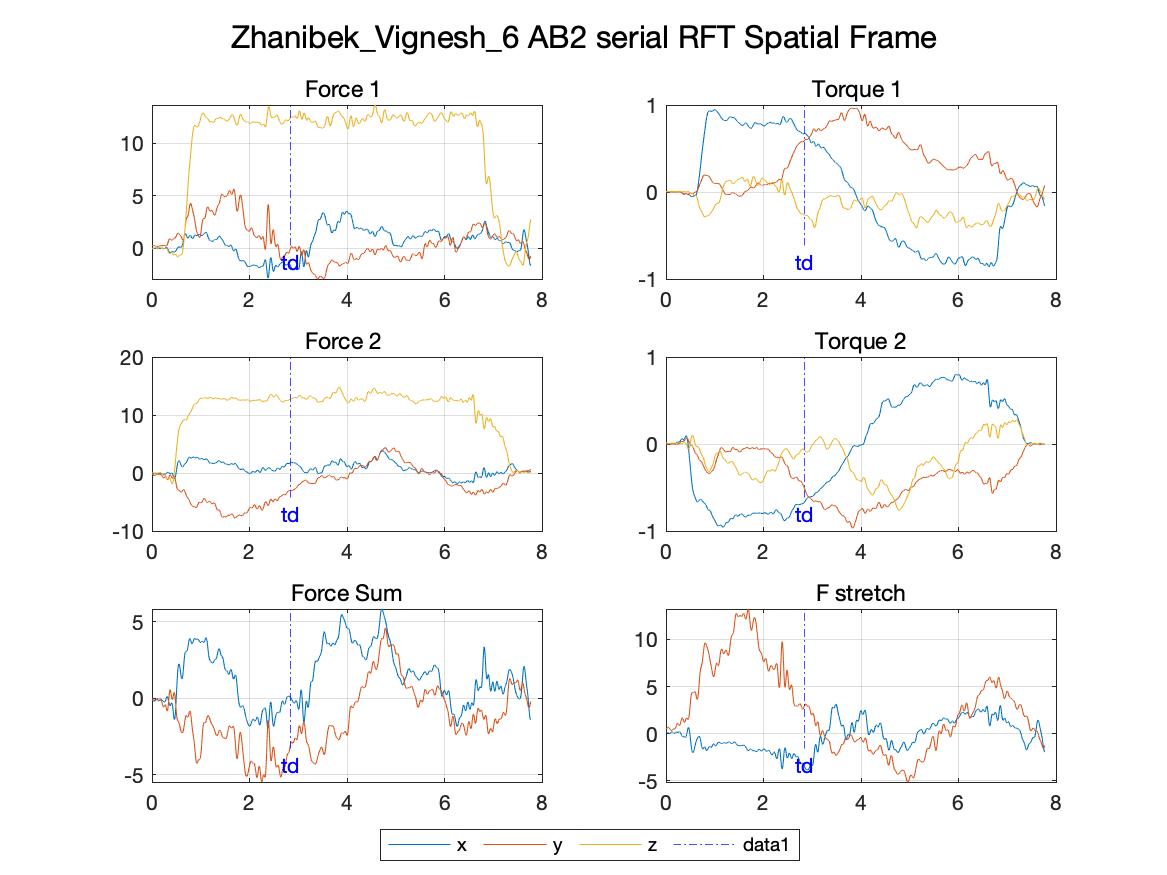 Zhanibek_Vignesh_6 AB2 serial RFT Spatial Frame
Force 1
10
5
0
td
0 2 4 6 8
Torque 1
1
0
-1
td
0 2 4 6 8
Force 2
20
10
0
-10
td
0 2 4 6 8
Torque 2
1
0
-1
td
0 2 4 6 8
Force Sum
5
0
-5
td
0 2 4 6 8
F stretch
10
5
0
-5
td
0 2 4 6 8
x y z data1